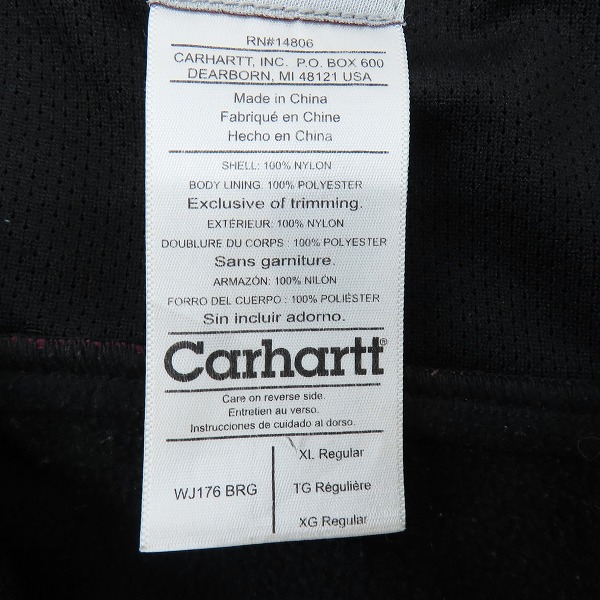 RN#14806
CARHARTT, INC. P.O. BOX 600
DEARBORN, MI 48121 USA
Made in China
Fabriqué en Chine
Hecho en China
SHELL: 100% NYLON
BODY LINING: 100% POLYESTER
Exclusive of trimming.
EXTÉRIEUR: 100% NYLON
DOUBLURE DU CORPS : 100% POLYESTER
Sans garniture.
ARMAZÓN: 100% NILÓN
FORRO DEL CUERPO : 100% POLIÉSTER
Sin incluir adorno.
Carhartt®
Care on reverse side.
Entretien au verso.
Instrucciones de cuidado al dorso.
WJ176 BRG
XL Regular
TG Régulière
XG Regular